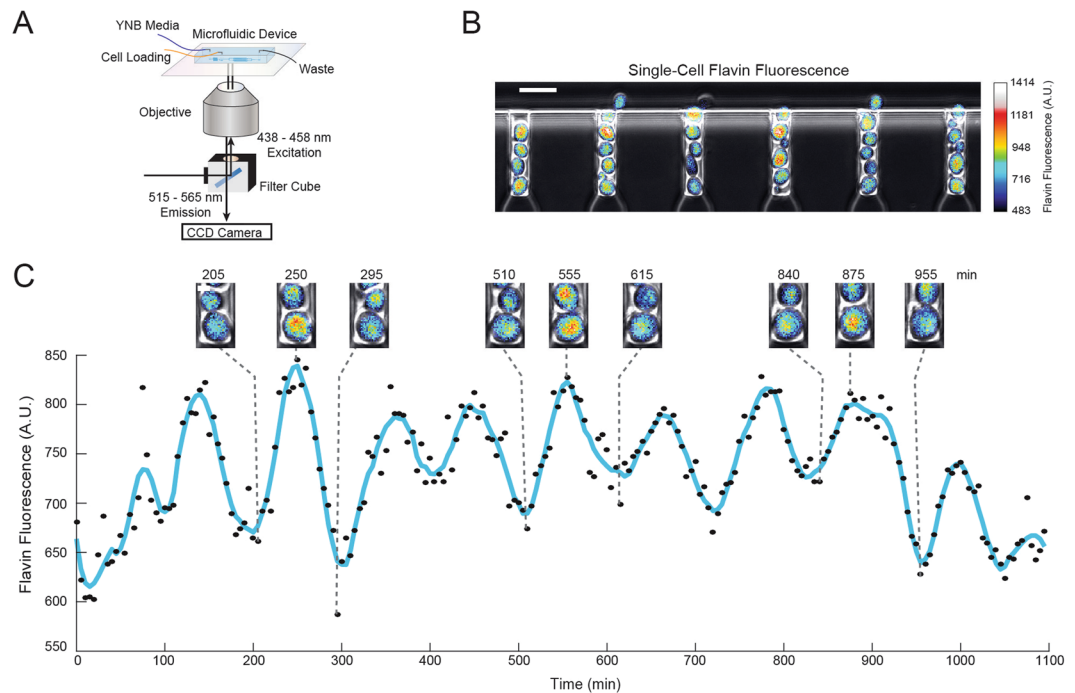 A
YNB Media
Microfluidic Device
Cell Loading
Waste
Objective
438 - 458 nm
Excitation
Filter Cube
515 - 565 nm
Emission
CCD Camera
B
Single-Cell Flavin Fluorescence
1414
1181
948
716
483
Flavin Fluorescence (A.U.)
C
205 250 295 510 555 615 840 875 955 min
850
800
750
700
650
600
550
Flavin Fluorescence (A.U.)
0 100 200 300 400 500 600 700 800 900 1000 1100
Time (min)